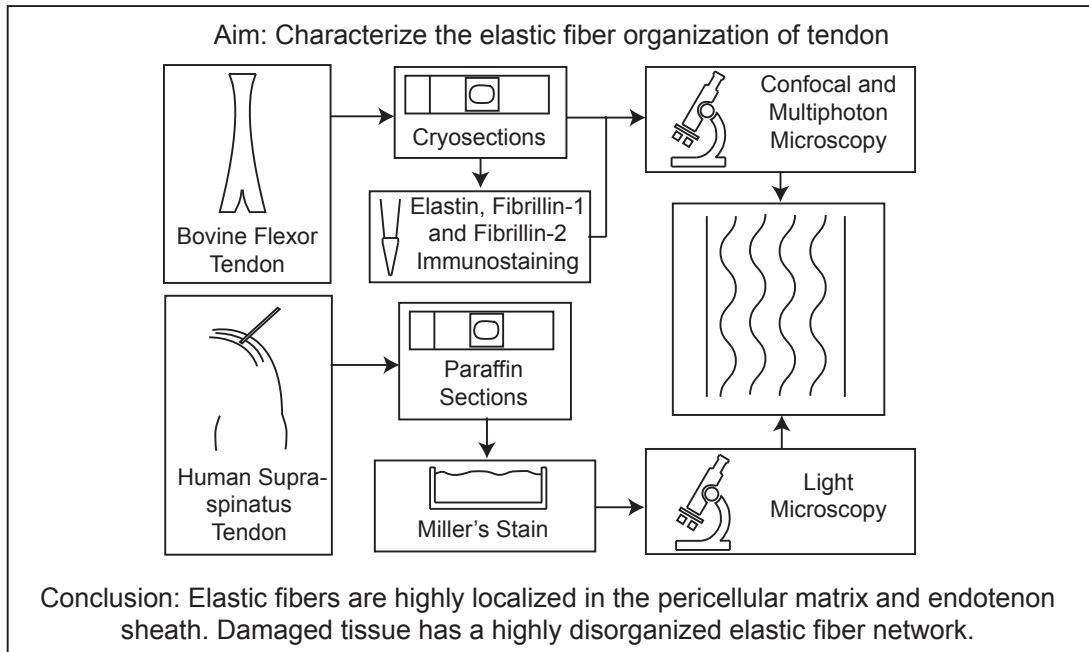 Aim: Characterize the elastic fiber organization of tendon
Bovine Flexor
Tendon
Cryosections
Elastin, Fibrillin-1
and Fibrillin-2
Immunostaining
Confocal and
Multiphoton
Microscopy
Human Supra-
spinatus
Tendon
Paraffin
Sections
Miller's Stain
Light
Microscopy
Conclusion: Elastic fibers are highly localized in the pericellular matrix and endotenon
sheath. Damaged tissue has a highly disorganized elastic fiber network.